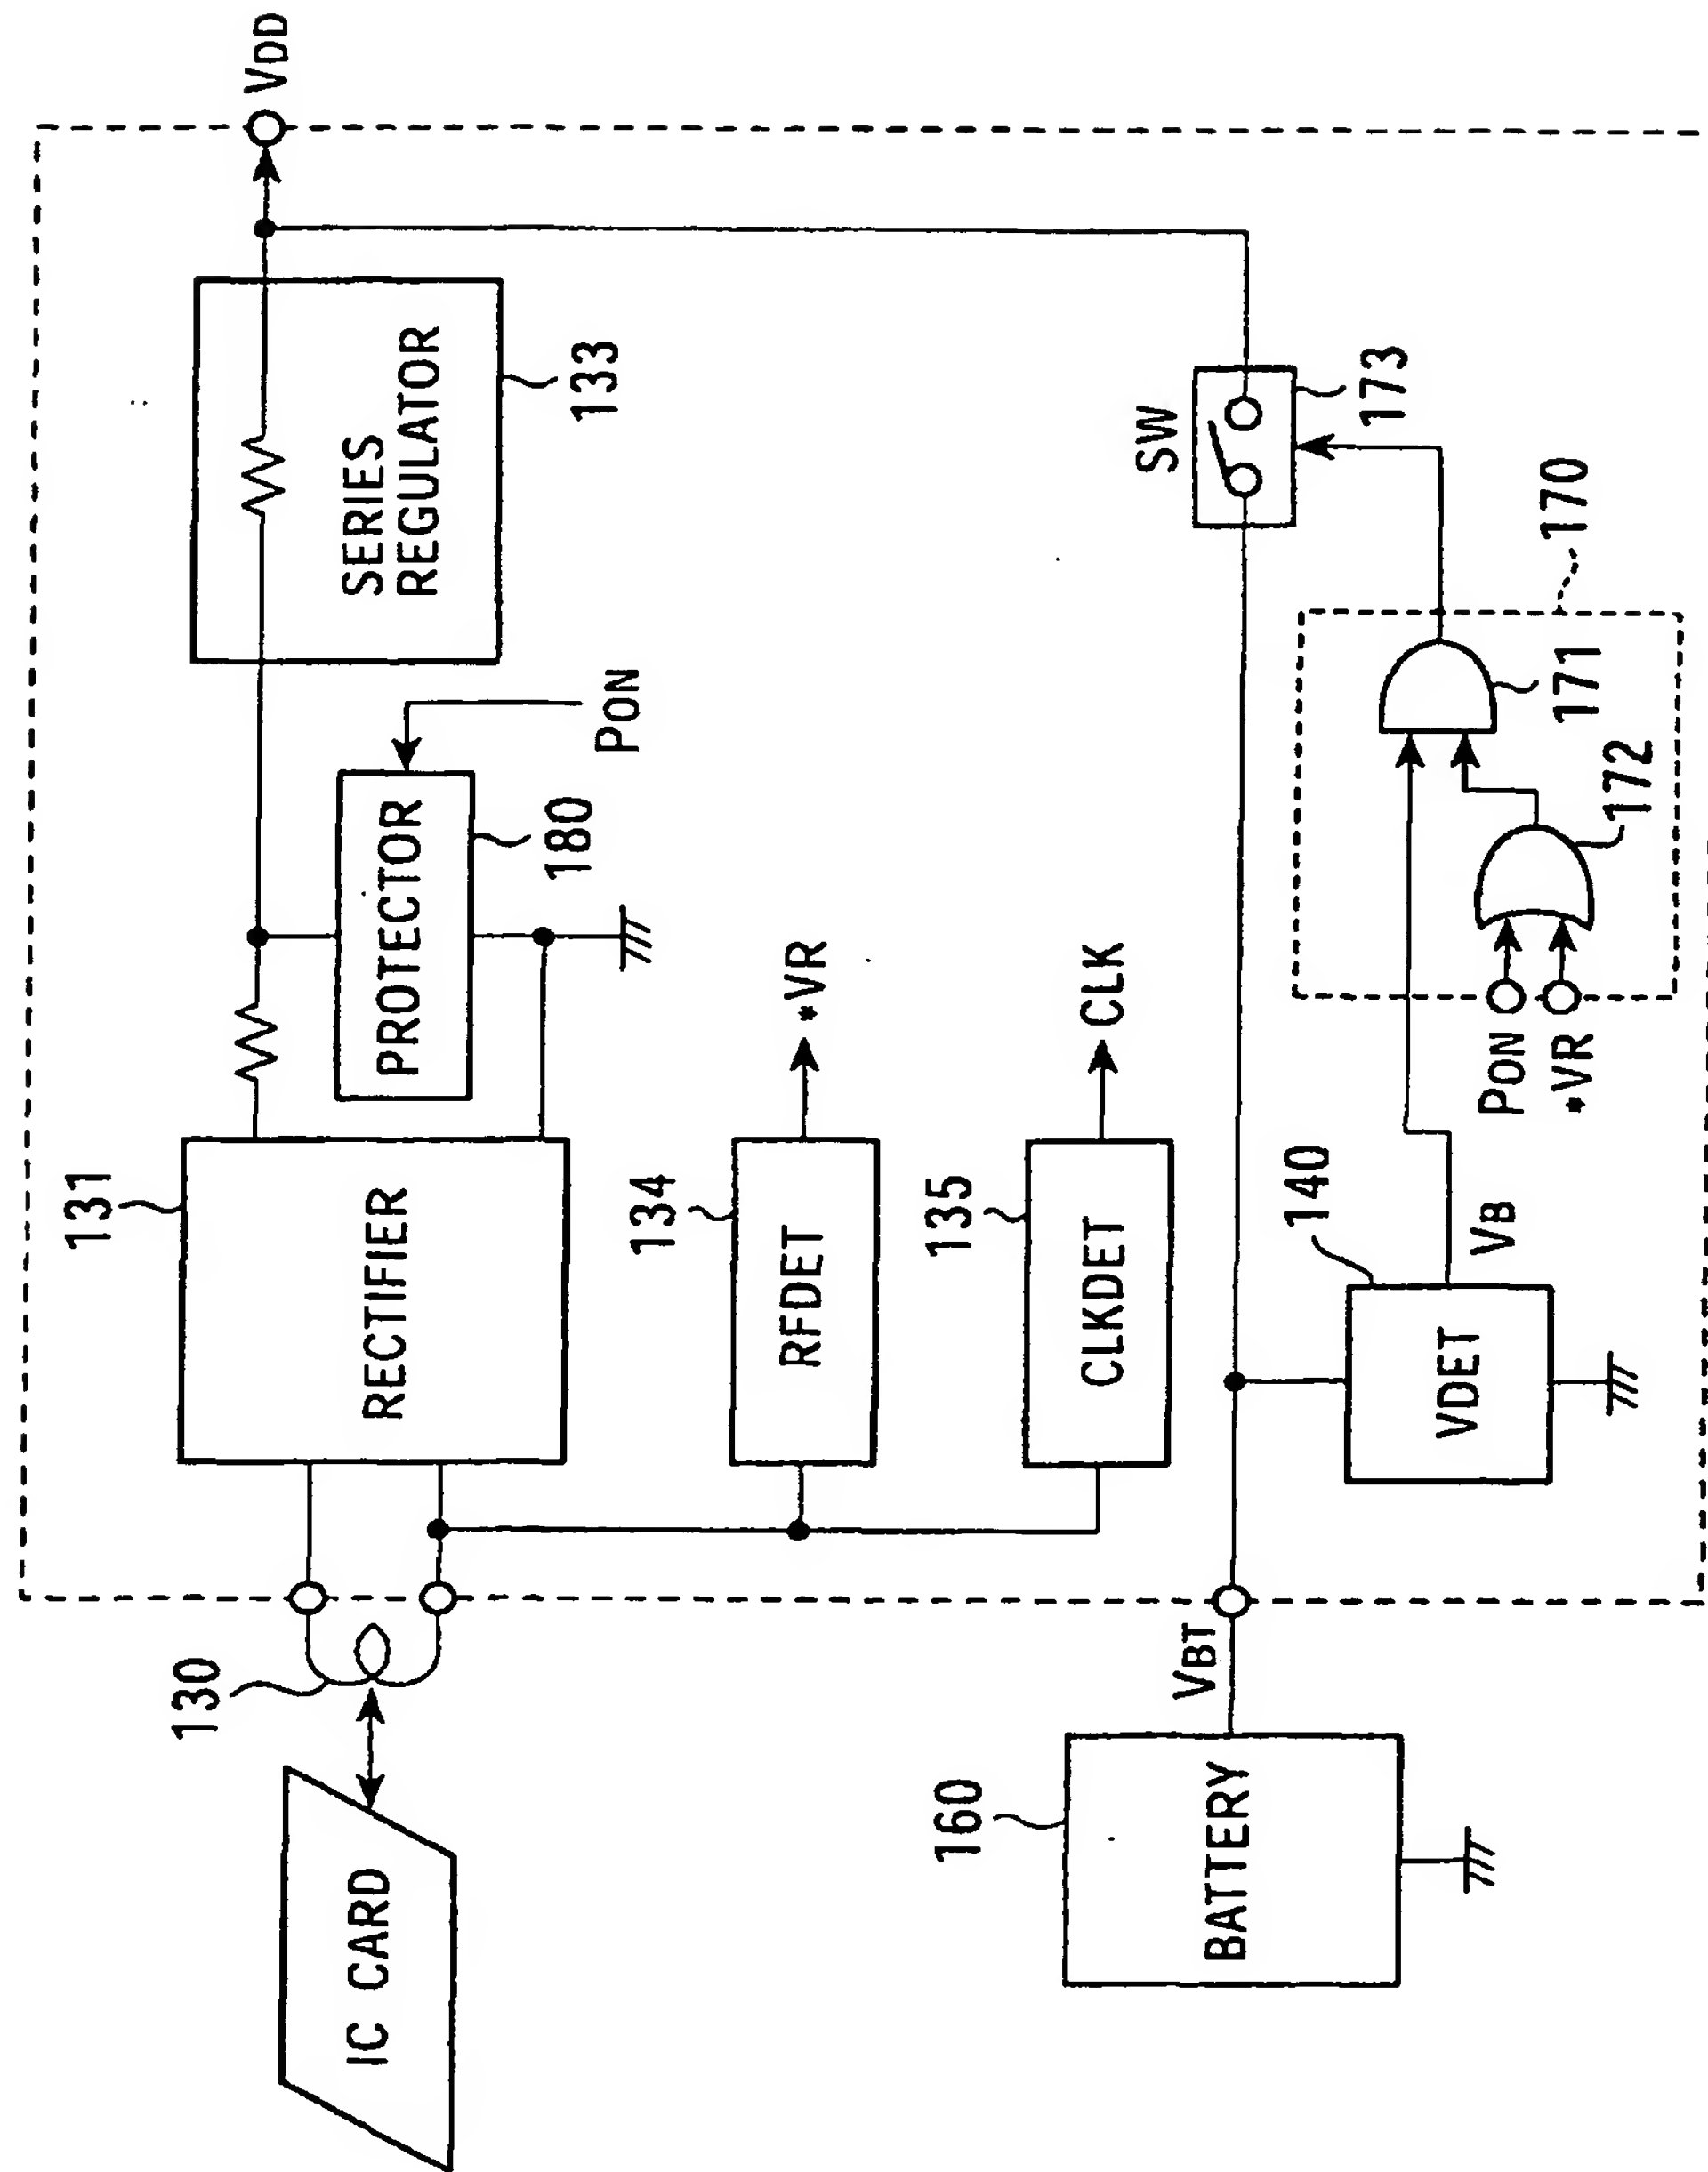 VDD
SERIES
REGULATOR
133
PON
PROTECTOR
180
131
RECTIFIER
134
RFDET
*VR
135
CLKDET
CLK
130
IC CARD
SW
173
170
171
172
PON
*VR
140
VB
VDET
VBT
160
BATTERY